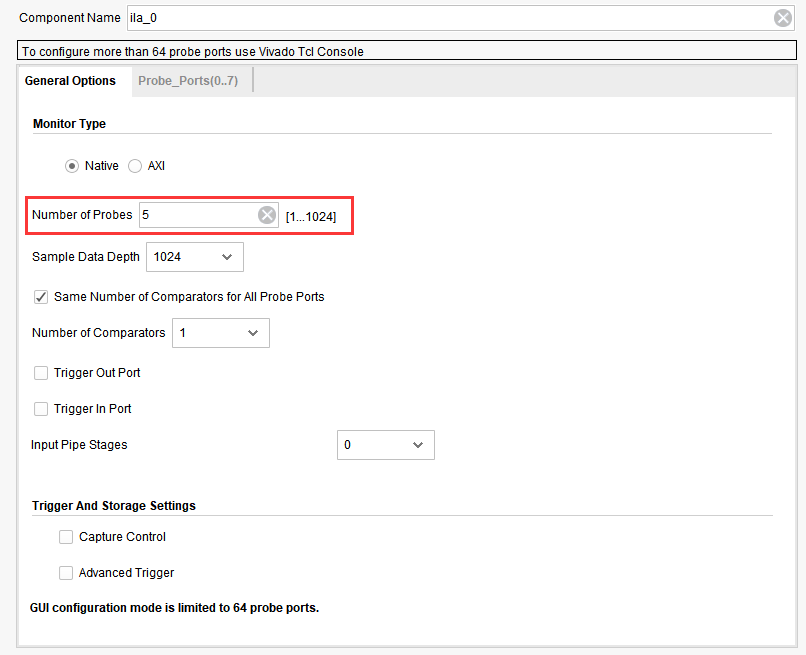 Component Name ila_0
To configure more than 64 probe ports use Vivado Tcl Console
General Options Probe_Ports(0..7)
Monitor Type
Native AXI
Number of Probes 5 [1...1024]
Sample Data Depth 1024
Same Number of Comparators for All Probe Ports
Number of Comparators 1
Trigger Out Port
Trigger In Port
Input Pipe Stages 0
Trigger And Storage Settings
Capture Control
Advanced Trigger
GUI configuration mode is limited to 64 probe ports.